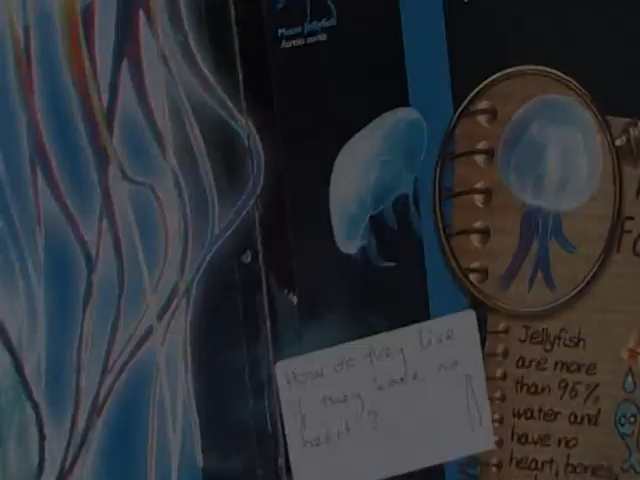 Moon Jellyfish
Aurelia aurita
How do they live
if they have no
heart?
Jellyfish
are more
than 95%
water and
have no
heart, bones